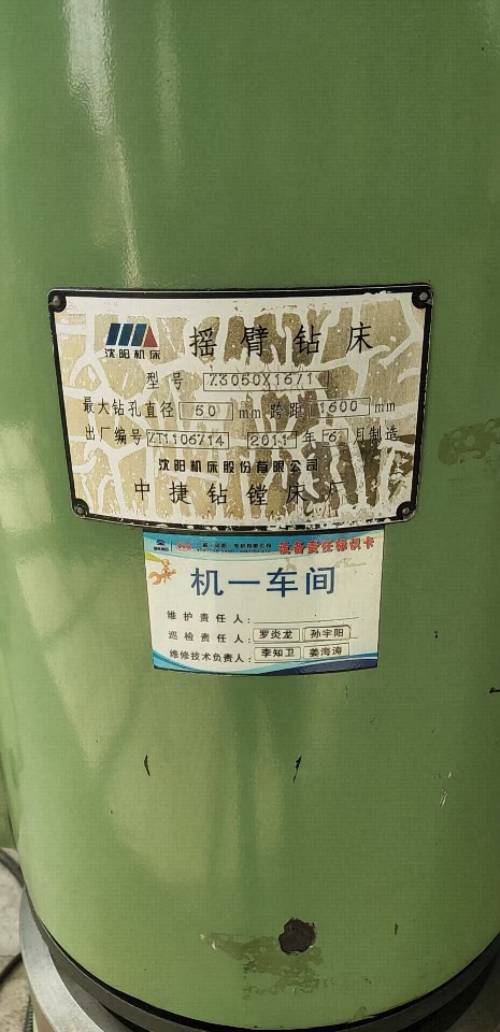 沈阳机床 摇臂钻床
型号 Z3050X16/1
最大钻孔直径 50 mm 跨距 1600 mm
出厂编号 ZT1106714 2011 年 6 月制造
沈阳机床股份有限公司
中捷钻镗床厂
设备责任标识卡
机一车间
维护责任人:
巡检责任人: 罗炎龙 孙宇阳
维修技术负责人: 李知卫 姜海涛